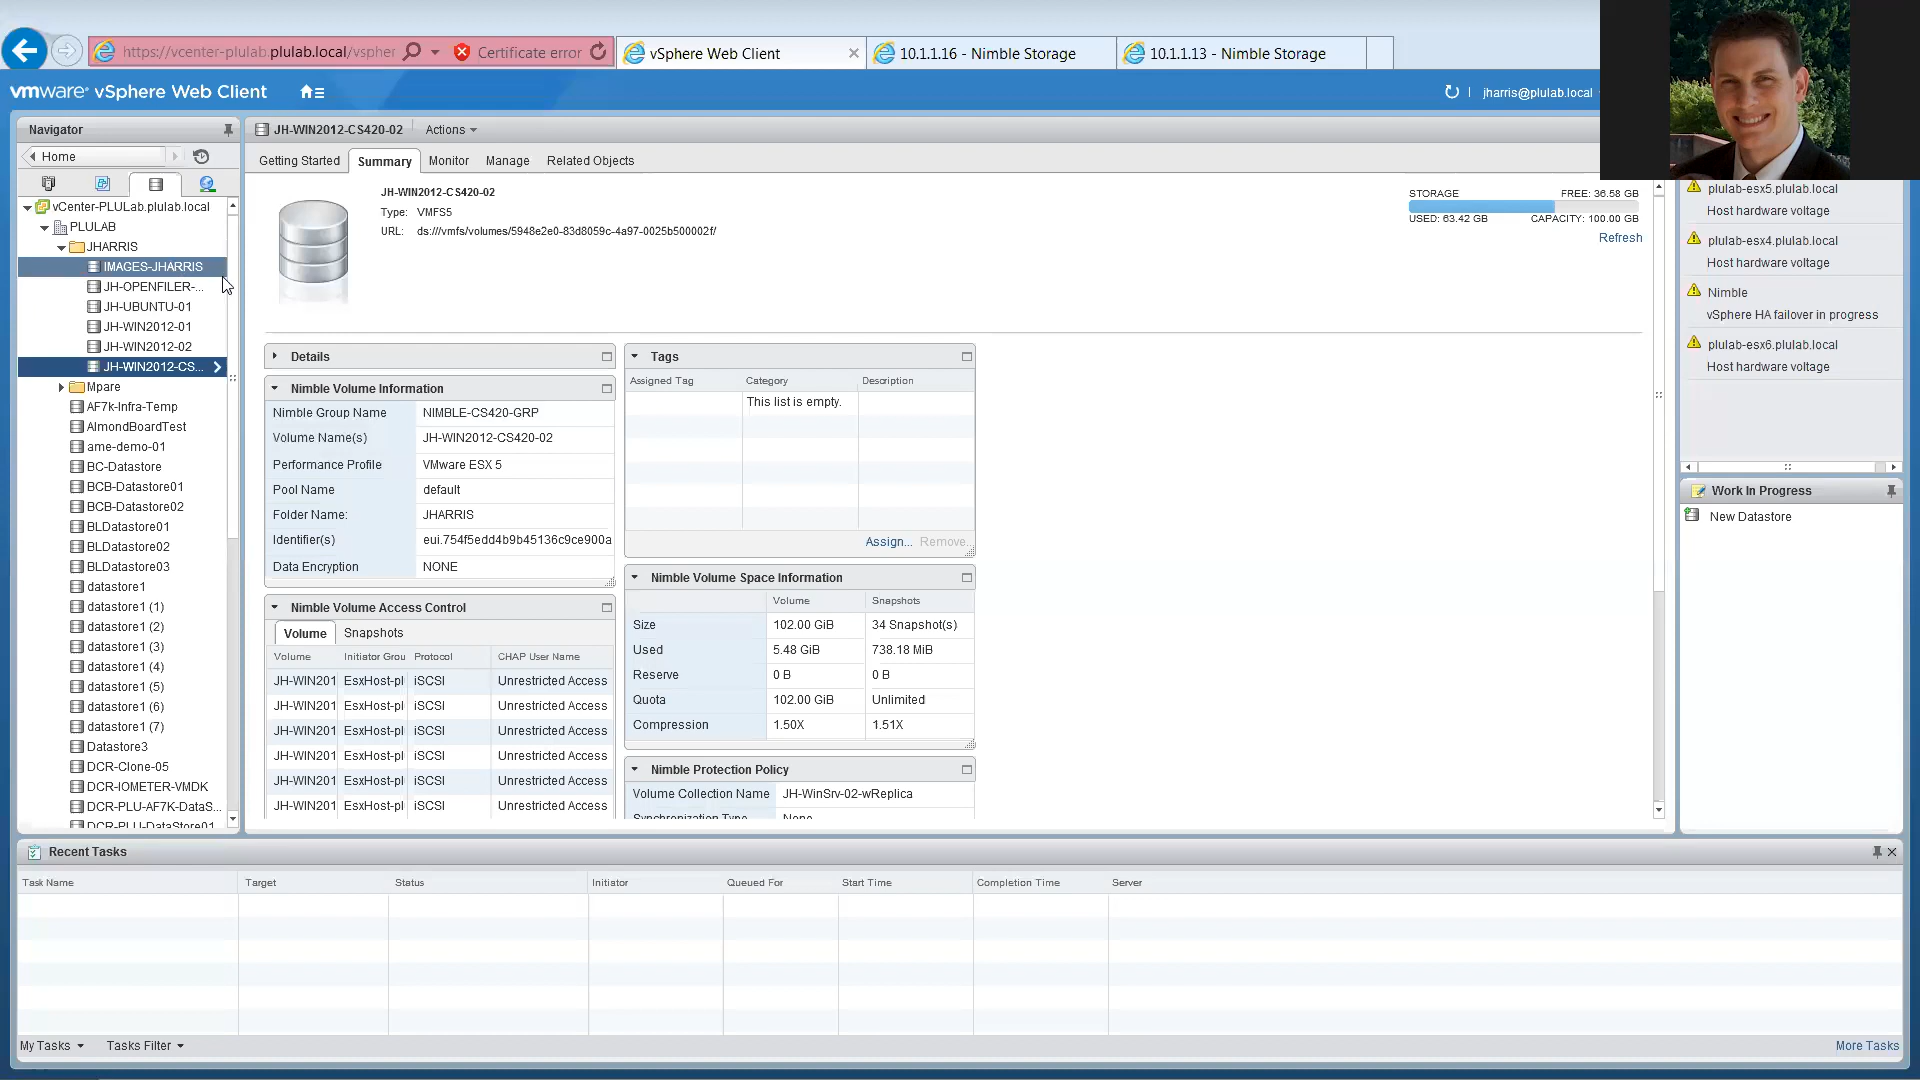 https://vcenter-plulab.plulab.local/vspher
Certificate error
vSphere Web Client
10.1.1.16 - Nimble Storage
10.1.1.13 - Nimble Storage
vmware® vSphere Web Client
jharris@plulab.local
Navigator
Home
vCenter-PLULab.plulab.local
PLULAB
JHARRIS
IMAGES-JHARRIS
JH-OPENFILER-...
JH-UBUNTU-01
JH-WIN2012-01
JH-WIN2012-02
JH-WIN2012-CS...
Mpare
AF7k-Infra-Temp
AlmondBoardTest
ame-demo-01
BC-Datastore
BCB-Datastore01
BCB-Datastore02
BLDatastore01
BLDatastore02
BLDatastore03
datastore1
datastore1 (1)
datastore1 (2)
datastore1 (3)
datastore1 (4)
datastore1 (5)
datastore1 (6)
datastore1 (7)
Datastore3
DCR-Clone-05
DCR-IOMETER-VMDK
DCR-PLU-AF7K-DataS...
DCR-PLU-DataStore01
JH-WIN2012-CS420-02
Actions
Getting Started Summary Monitor Manage Related Objects
JH-WIN2012-CS420-02
Type: VMFS5
URL: ds:///vmfs/volumes/5948e2e0-83d8059c-4a97-0025b500002f/
STORAGE FREE: 36.58 GB
USED: 63.42 GB CAPACITY: 100.00 GB
Refresh
Details
Nimble Volume Information
Nimble Group Name NIMBLE-CS420-GRP
Volume Name(s) JH-WIN2012-CS420-02
Performance Profile VMware ESX 5
Pool Name default
Folder Name: JHARRIS
Identifier(s) eui.754f5edd4b9b45136c9ce900a
Data Encryption NONE
Nimble Volume Access Control
Volume Snapshots
Volume Initiator Grou Protocol CHAP User Name
JH-WIN201 EsxHost-pl iSCSI Unrestricted Access
JH-WIN201 EsxHost-pl iSCSI Unrestricted Access
JH-WIN201 EsxHost-pl iSCSI Unrestricted Access
JH-WIN201 EsxHost-pl iSCSI Unrestricted Access
JH-WIN201 EsxHost-pl iSCSI Unrestricted Access
JH-WIN201 EsxHost-pl iSCSI Unrestricted Access
Tags
Assigned Tag Category Description
This list is empty.
Assign... Remove...
Nimble Volume Space Information
Volume Snapshots
Size 102.00 GiB 34 Snapshot(s)
Used 5.48 GiB 738.18 MiB
Reserve 0 B 0 B
Quota 102.00 GiB Unlimited
Compression 1.50X 1.51X
Nimble Protection Policy
Volume Collection Name JH-WinSrv-02-wReplica
Synchronization Type None
plulab-esx5.plulab.local
Host hardware voltage
plulab-esx4.plulab.local
Host hardware voltage
Nimble
vSphere HA failover in progress
plulab-esx6.plulab.local
Host hardware voltage
Work In Progress
New Datastore
Recent Tasks
Task Name Target Status Initiator Queued For Start Time Completion Time Server
My Tasks Tasks Filter More Tasks